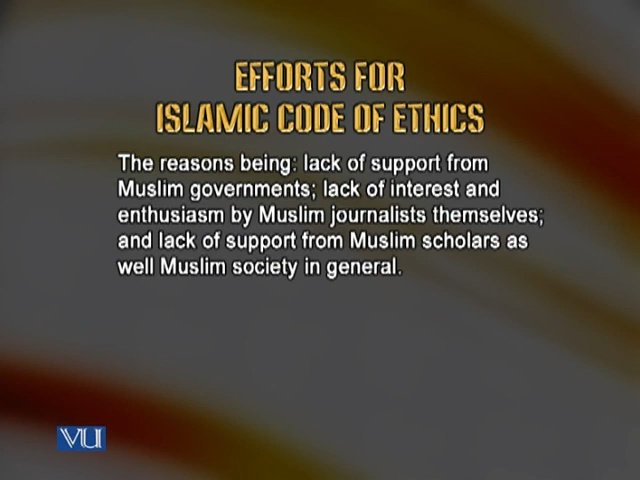 EFFORTS FOR
ISLAMIC CODE OF ETHICS
The reasons being: lack of support from
Muslim governments; lack of interest and
enthusiasm by Muslim journalists themselves;
and lack of support from Muslim scholars as
well Muslim society in general.
VU